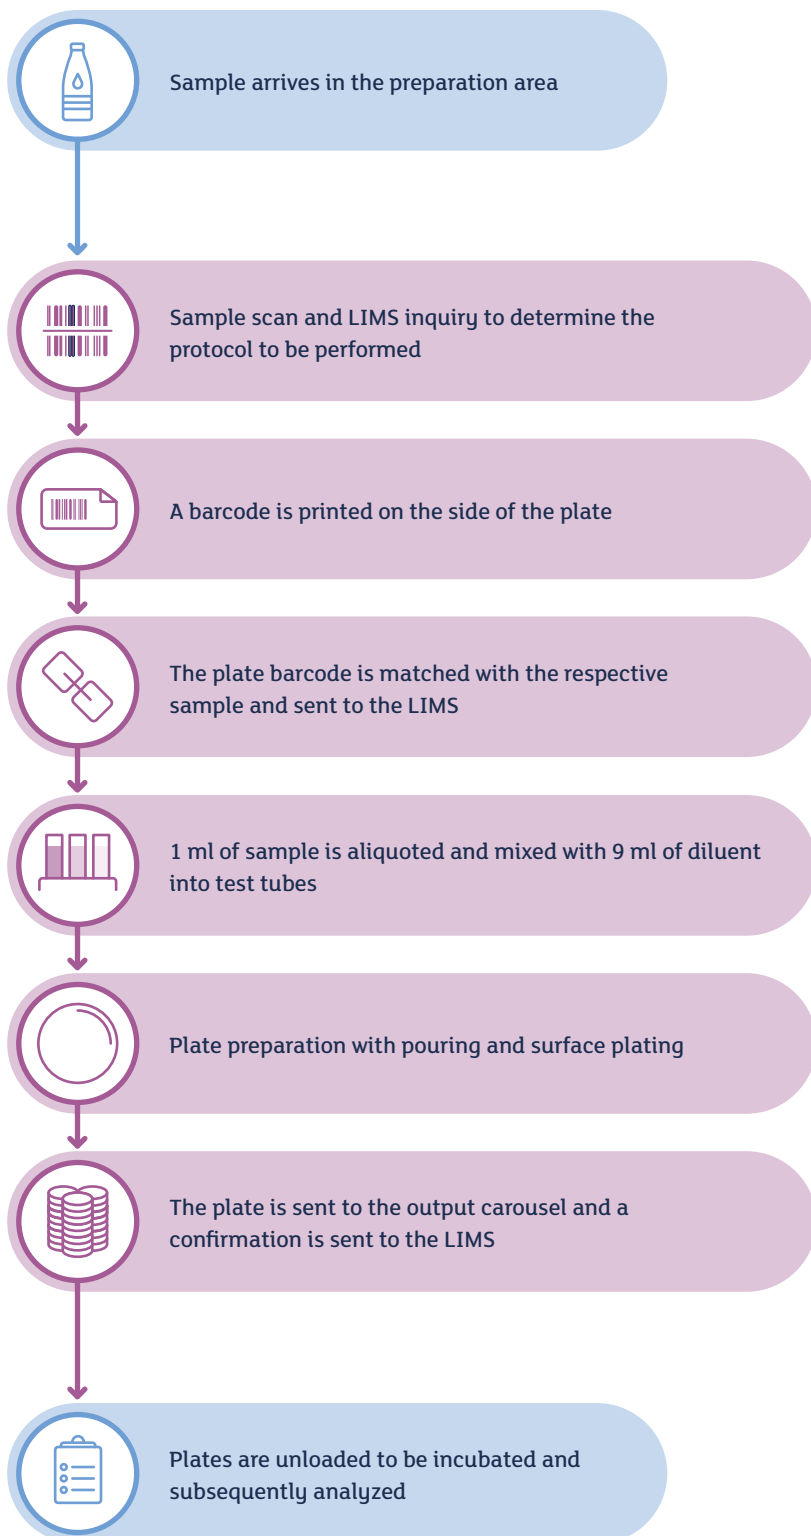 Sample arrives in the preparation area
Sample scan and LIMS inquiry to determine the
protocol to be performed
A barcode is printed on the side of the plate
The plate barcode is matched with the respective
sample and sent to the LIMS
1 ml of sample is aliquoted and mixed with 9 ml of diluent
into test tubes
Plate preparation with pouring and surface plating
The plate is sent to the output carousel and a
confirmation is sent to the LIMS
Plates are unloaded to be incubated and
subsequently analyzed